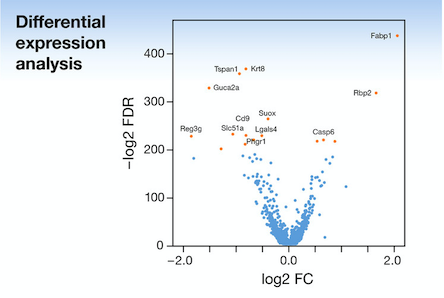 Differential
expression
analysis
−log2 FDR
400
300
200
100
0
Fabp1
Tspan1
Krt8
Guca2a
Rbp2
Suox
Cd9
Reg3g
Slc51a
Lgals4
Casp6
Phgr1
−2.0
0.0
2.0
log2 FC